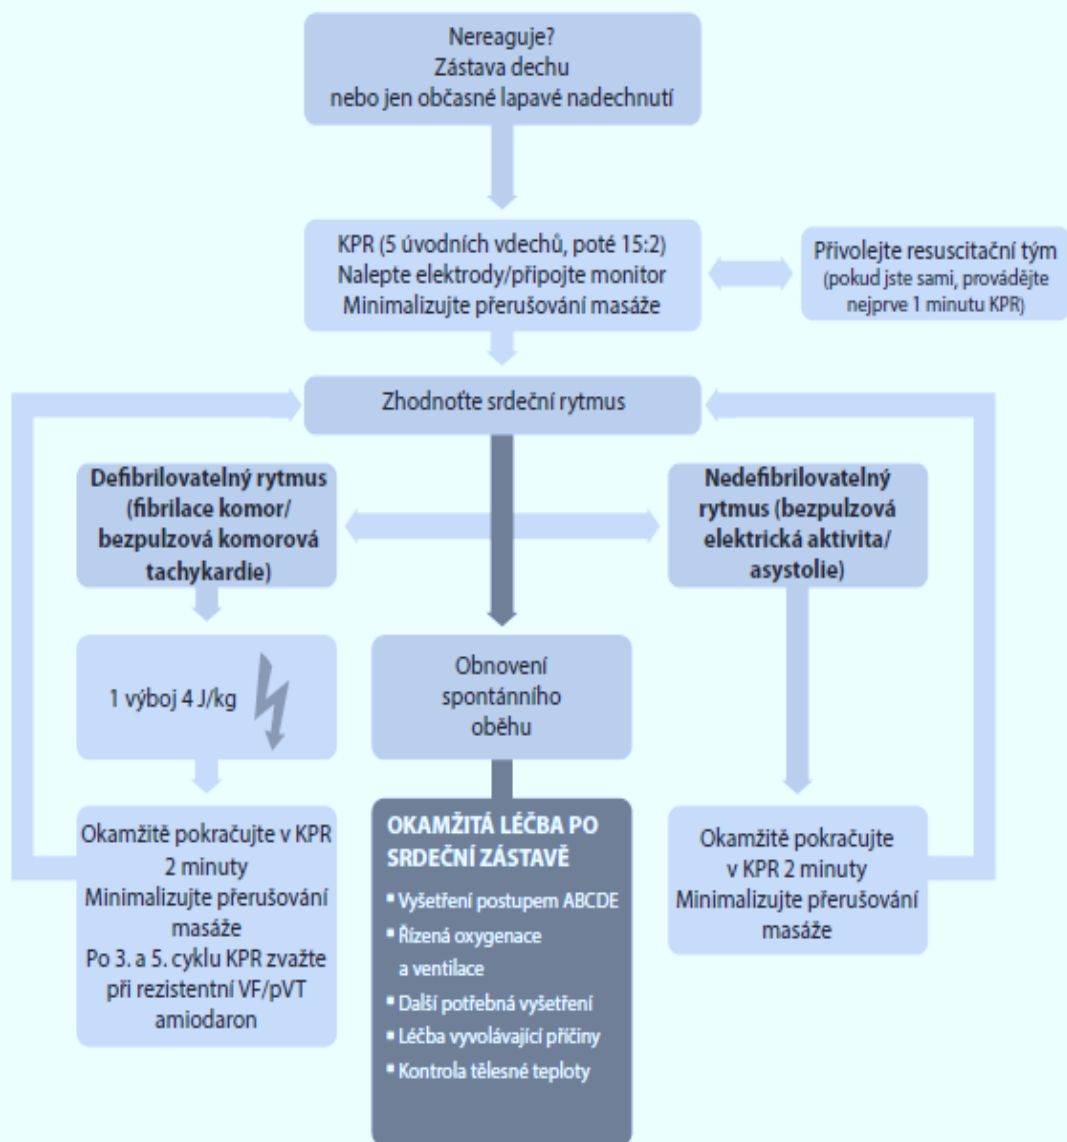 Nereaguje?
Zástava dechu
nebo jen občasné lapavé nadechnutí
KPR (5 úvodních vdechů, poté 15:2)
Nalepte elektrody/připojte monitor
Minimalizujte přerušování masáže
Přivolejte resuscitační tým
(pokud jste sami, provádějte
nejprve 1 minutu KPR)
Zhodnoťte srdeční rytmus
Defibrilovatelný rytmus
(fibrilace komor/
bezpulzová komorová
tachykardie)
Nedefibrilovatelný
rytmus (bezpulzová
elektrická aktivita/
asystolie)
1 výboj 4 J/kg
Obnovení
spontánního
oběhu
Okamžitě pokračujte v KPR
2 minuty
Minimalizujte přerušování
masáže
Po 3. a 5. cyklu KPR zvažte
při rezistentní VF/pVT
amiodaron
OKAMŽITÁ LÉČBA PO
SRDEČNÍ ZÁSTAVĚ
▪ Vyšetření postupem ABCDE
▪ Řízená oxygenace
a ventilace
▪ Další potřebná vyšetření
▪ Léčba vyvolávající příčiny
▪ Kontrola tělesné teploty
Okamžitě pokračujte
v KPR 2 minuty
Minimalizujte přerušování
masáže